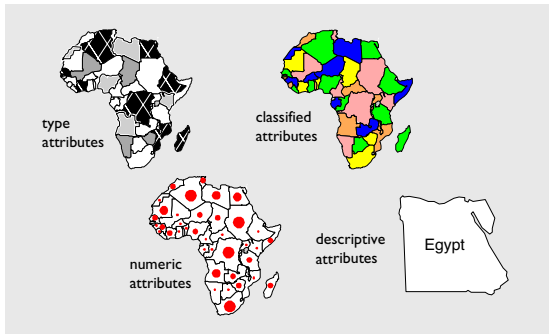 type
attributes
classified
attributes
numeric
attributes
descriptive
attributes
Egypt